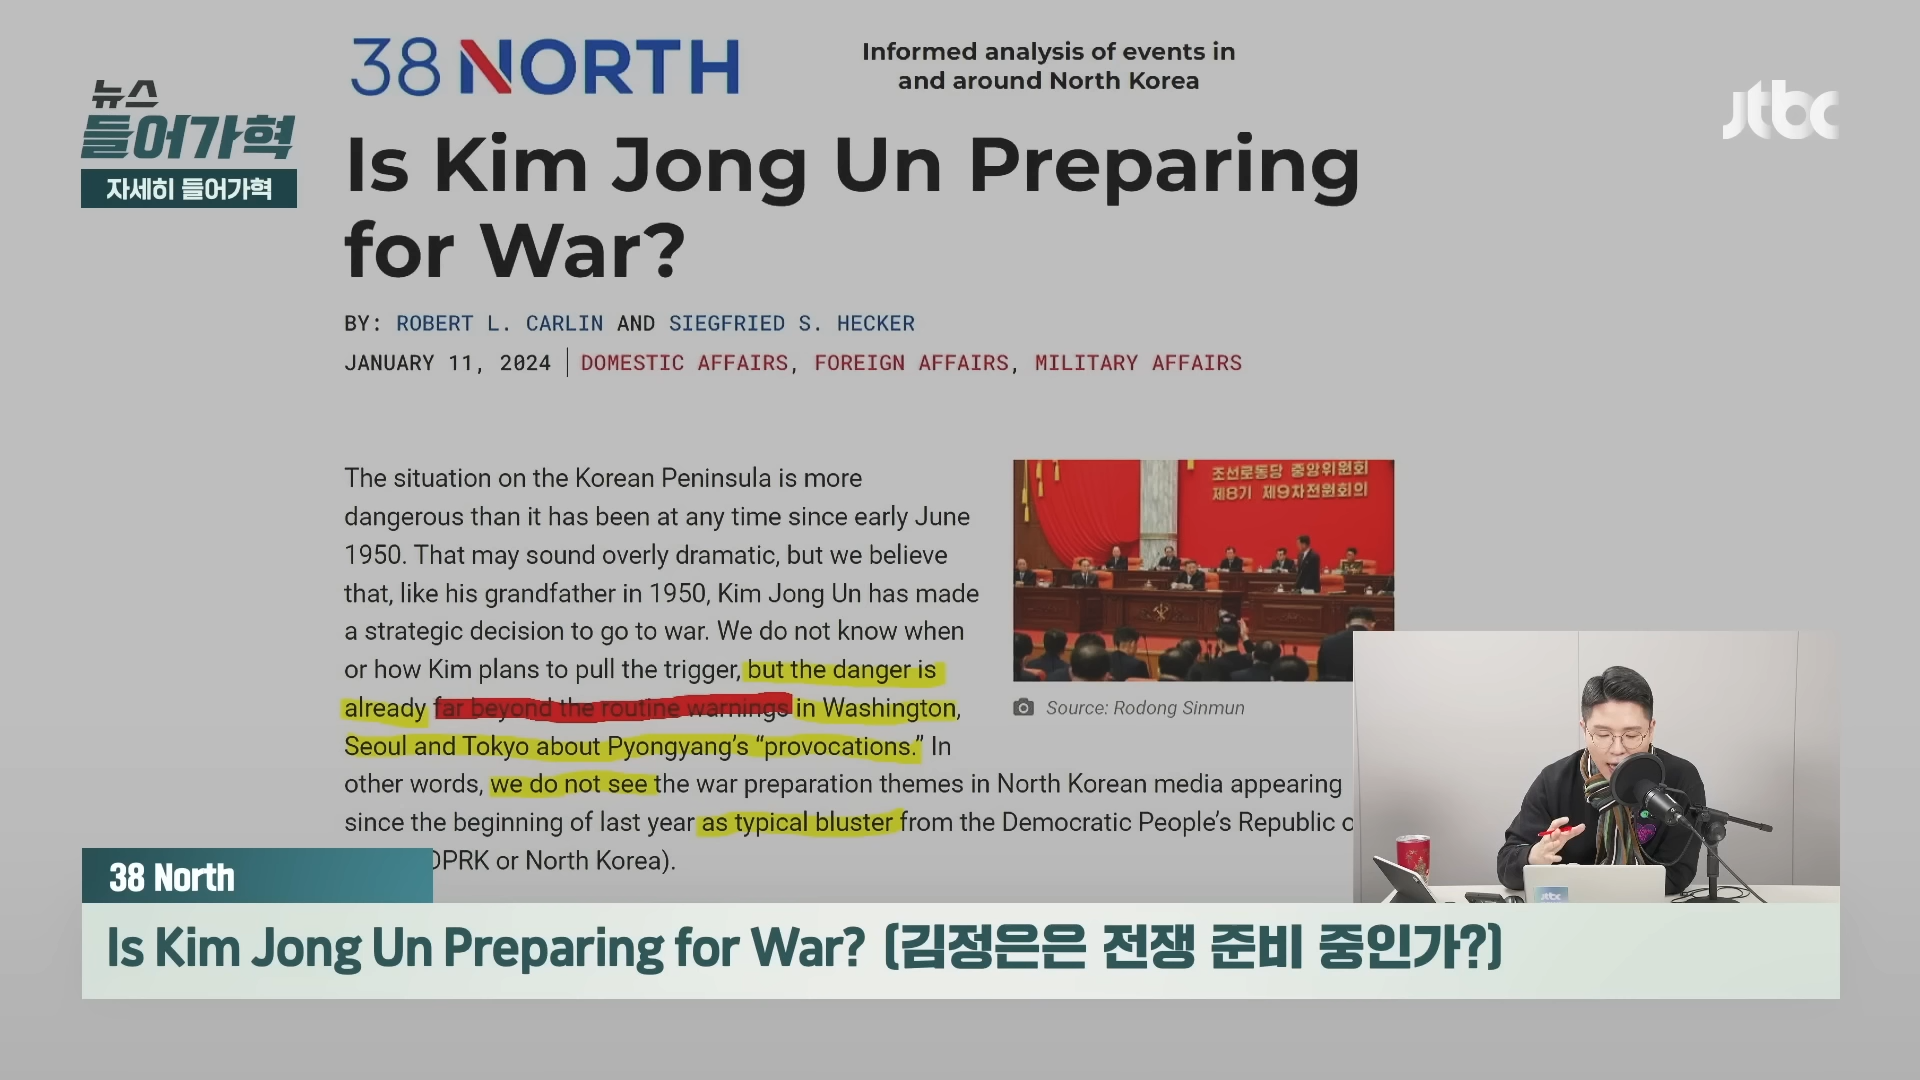 38 NORTH
Informed analysis of events in
and around North Korea
뉴스
들어가혁
자세히 들어가혁
jtbc
Is Kim Jong Un Preparing
for War?
BY: ROBERT L. CARLIN AND SIEGFRIED S. HECKER
JANUARY 11, 2024 | DOMESTIC AFFAIRS, FOREIGN AFFAIRS, MILITARY AFFAIRS
The situation on the Korean Peninsula is more
dangerous than it has been at any time since early June
1950. That may sound overly dramatic, but we believe
that, like his grandfather in 1950, Kim Jong Un has made
a strategic decision to go to war. We do not know when
or how Kim plans to pull the trigger, but the danger is
already far beyond the routine warnings in Washington,
Seoul and Tokyo about Pyongyang’s “provocations.” In
other words, we do not see the war preparation themes in North Korean media appearing
since the beginning of last year as typical bluster from the Democratic People’s Republic o
DPRK or North Korea).
조선로동당 중앙위원회
제8기 제9차전원회의
Source: Rodong Sinmun
jtbc
38 North
Is Kim Jong Un Preparing for War? (김정은은 전쟁 준비 중인가?)